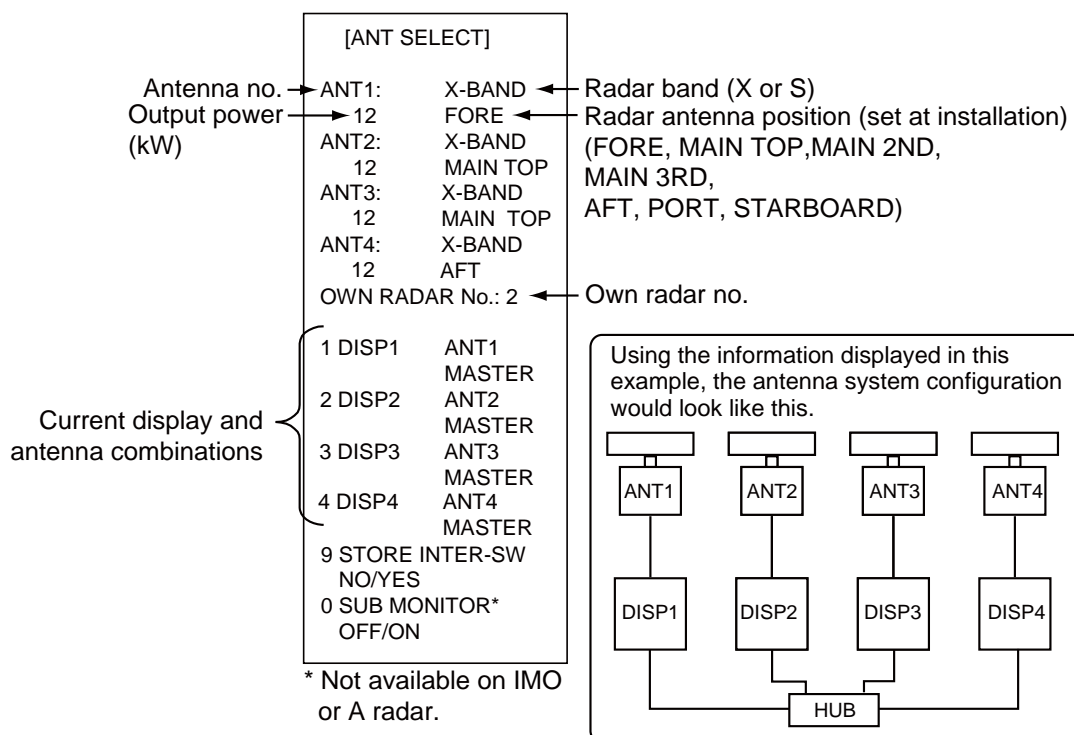 [ANT SELECT]
Antenna no.
ANT1: X-BAND
Radar band (X or S)
Output power
(kW)
12 FORE
Radar antenna position (set at installation)
(FORE, MAIN TOP,MAIN 2ND,
MAIN 3RD,
AFT, PORT, STARBOARD)
ANT2: X-BAND
12 MAIN TOP
ANT3: X-BAND
12 MAIN TOP
ANT4: X-BAND
12 AFT
OWN RADAR No.: 2
Own radar no.
Current display and
antenna combinations
1 DISP1 ANT1
MASTER
2 DISP2 ANT2
MASTER
3 DISP3 ANT3
MASTER
4 DISP4 ANT4
MASTER
9 STORE INTER-SW
NO/YES
0 SUB MONITOR*
OFF/ON
* Not available on IMO
or A radar.
Using the information displayed in this
example, the antenna system configuration
would look like this.
ANT1 ANT2 ANT3 ANT4
DISP1 DISP2 DISP3 DISP4
HUB